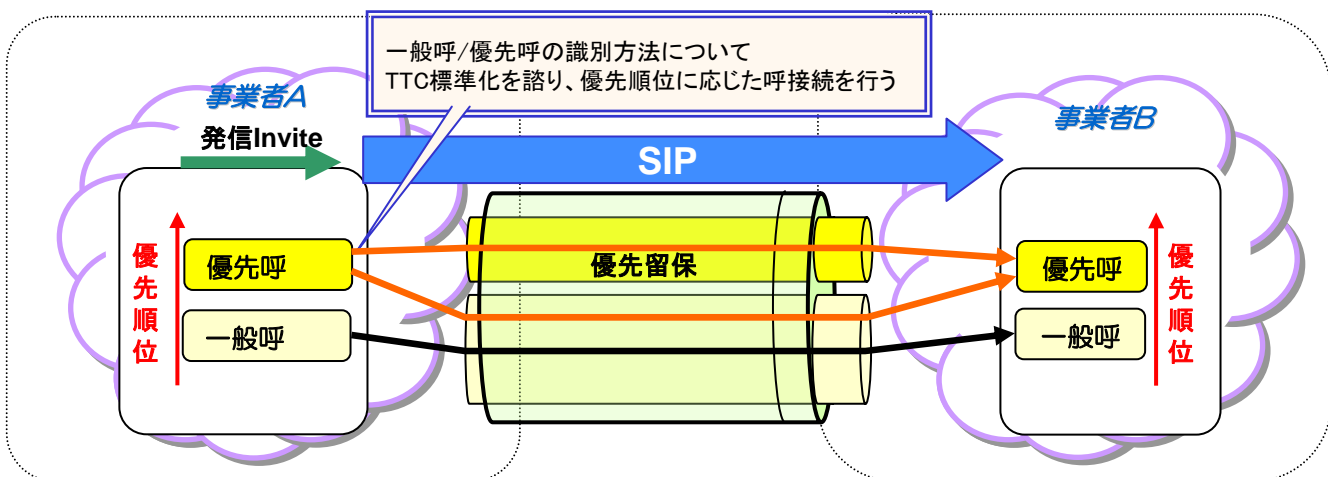 一般呼/優先呼の識別方法について
TTC標準化を諮り、優先順位に応じた呼接続を行う
事業者A
発信Invite
事業者B
SIP
優先順位
優先呼
一般呼
優先留保
優先呼
一般呼
優先順位